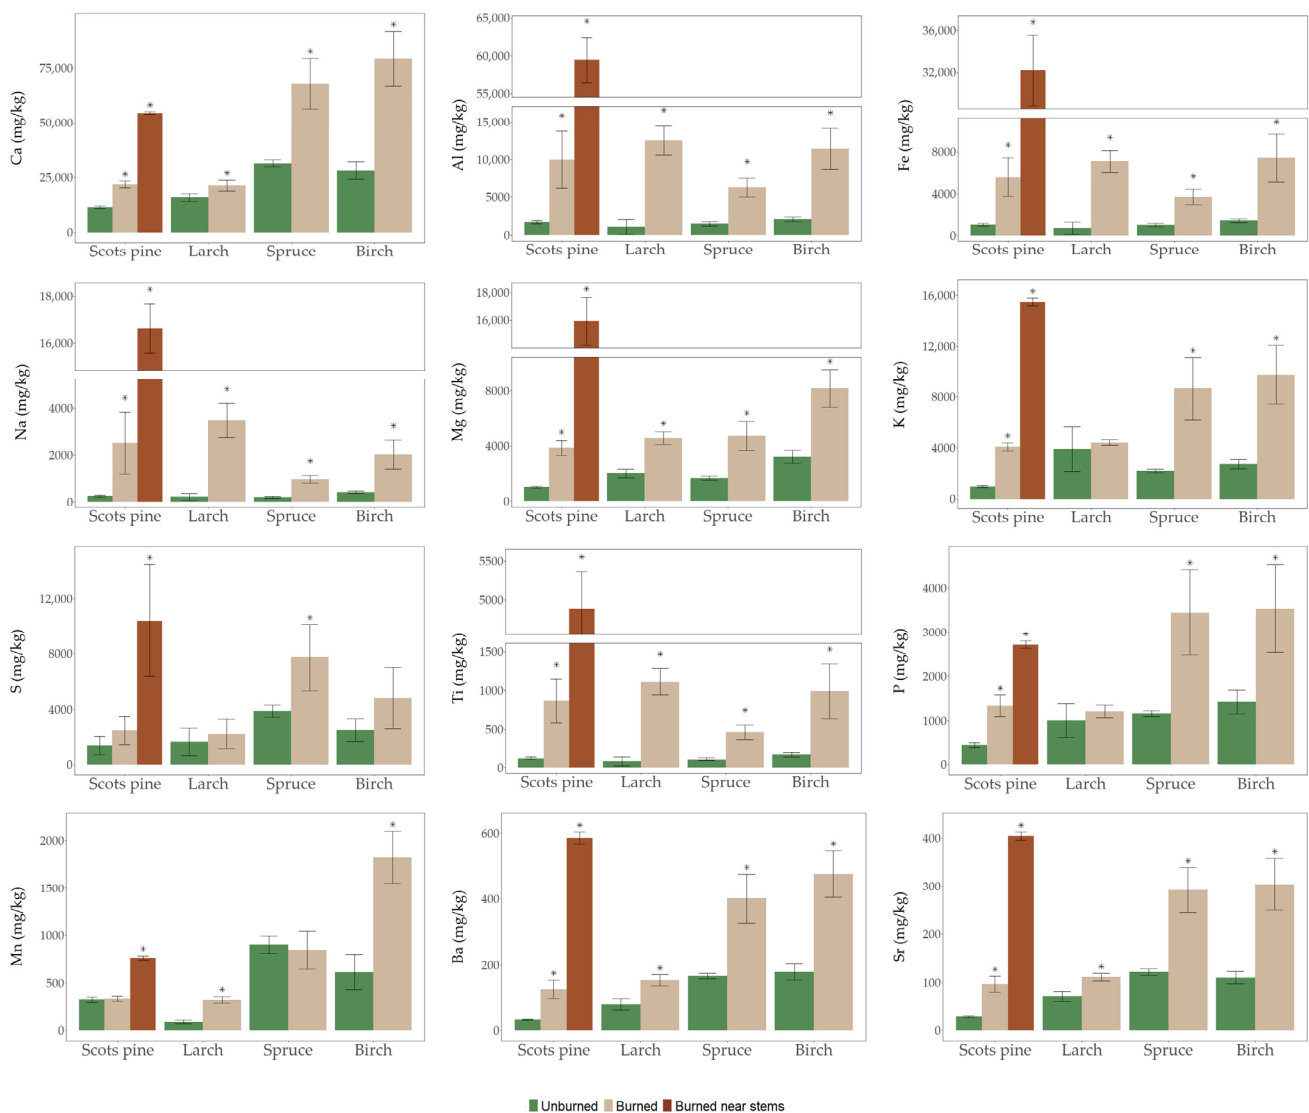 Ca (mg/kg)
75,000
50,000
25,000
0
* * * * *
Scots pine Larch Spruce Birch
Al (mg/kg)
65,000
60,000
55,000
15,000
10,000
5000
0
* * * * *
Scots pine Larch Spruce Birch
Fe (mg/kg)
36,000
32,000
8000
4000
0
* * * * *
Scots pine Larch Spruce Birch
Na (mg/kg)
18,000
16,000
4000
2000
0
* * * * *
Scots pine Larch Spruce Birch
Mg (mg/kg)
18,000
16,000
8000
4000
0
* * * * *
Scots pine Larch Spruce Birch
K (mg/kg)
16,000
12,000
8000
4000
0
* * * *
Scots pine Larch Spruce Birch
S (mg/kg)
12,000
8000
4000
0
* *
Scots pine Larch Spruce Birch
Ti (mg/kg)
5500
5000
1500
1000
500
0
* * * * *
Scots pine Larch Spruce Birch
P (mg/kg)
4000
3000
2000
1000
0
* * * *
Scots pine Larch Spruce Birch
Mn (mg/kg)
2000
1500
1000
500
0
* * *
Scots pine Larch Spruce Birch
Ba (mg/kg)
600
400
200
0
* * * * *
Scots pine Larch Spruce Birch
Sr (mg/kg)
400
300
200
100
0
* * * * *
Scots pine Larch Spruce Birch
Unburned Burned Burned near stems